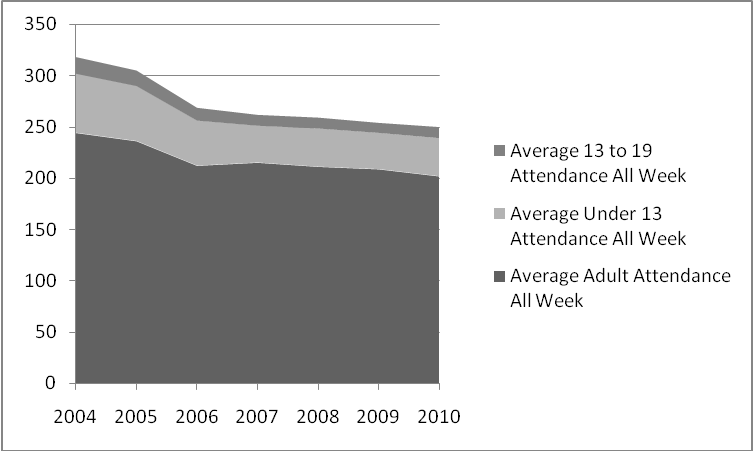 350
300
250
200
150
100
50
0
2004 2005 2006 2007 2008 2009 2010
Average 13 to 19
Attendance All Week
Average Under 13
Attendance All Week
Average Adult Attendance
All Week